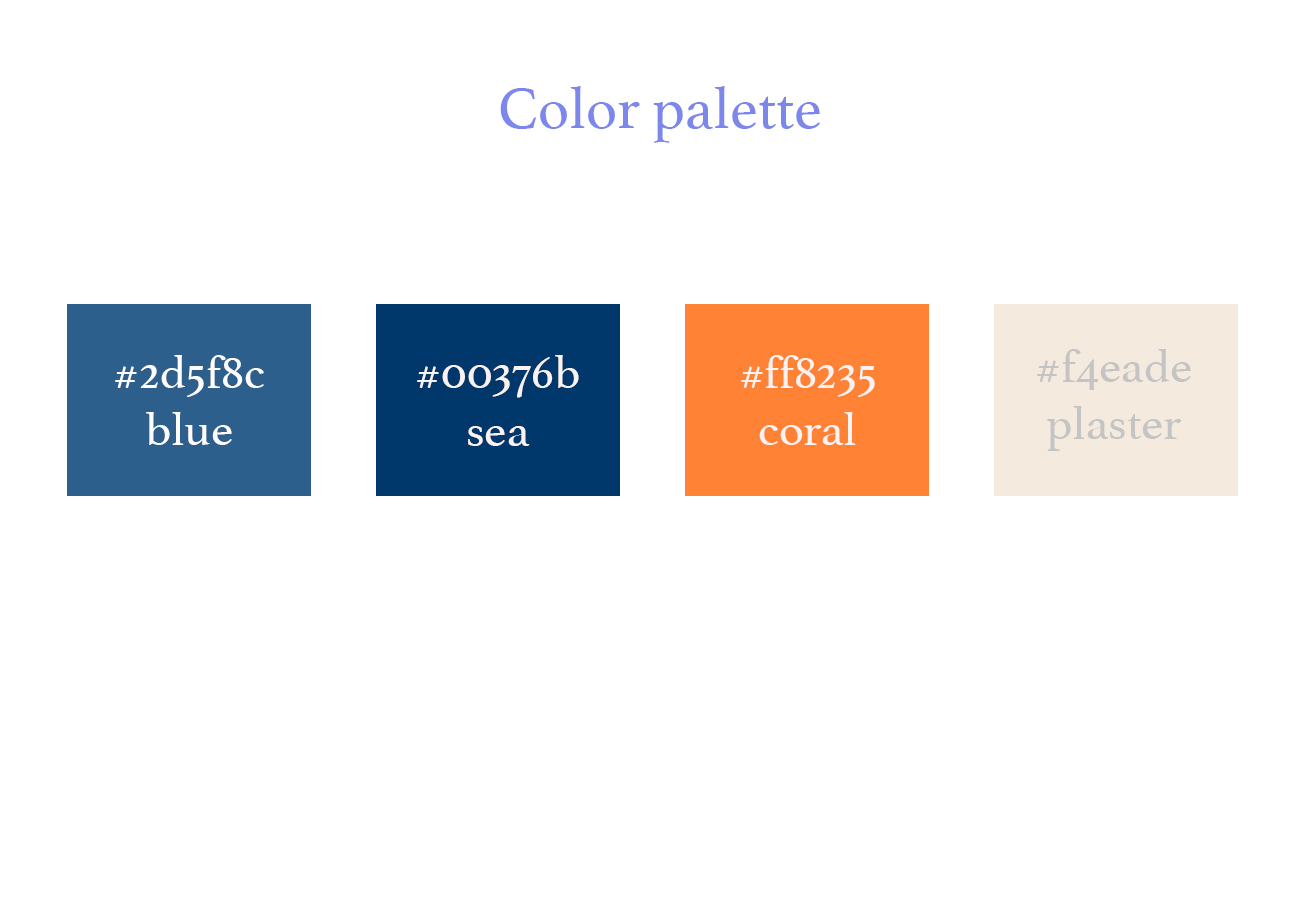 Color palette
#2d5f8c
blue
#00376b
sea
#ff8235
coral
#f4eade
plaster